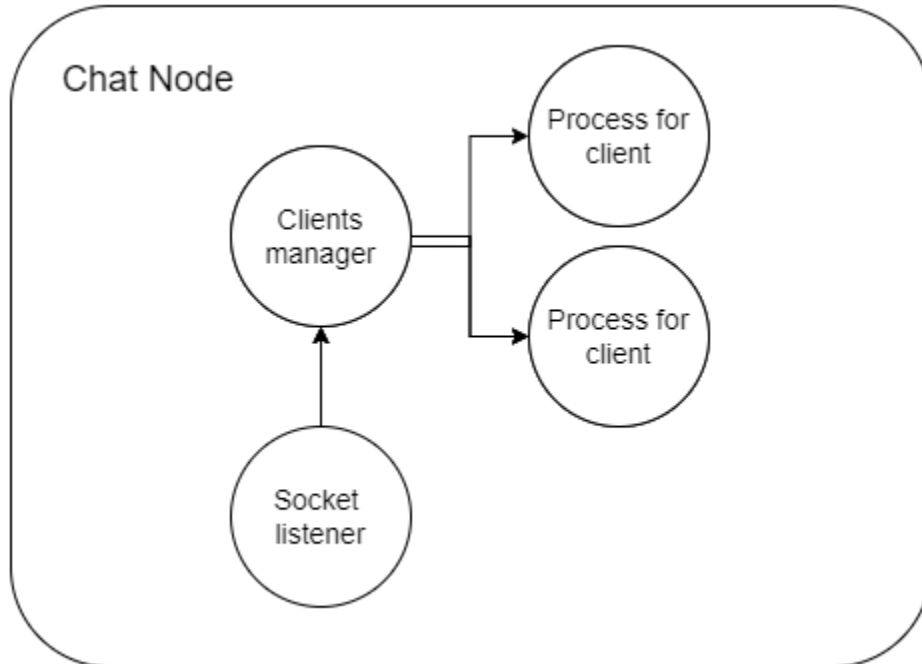 Chat Node
Process for
client
Clients
manager
Process for
client
Socket
listener